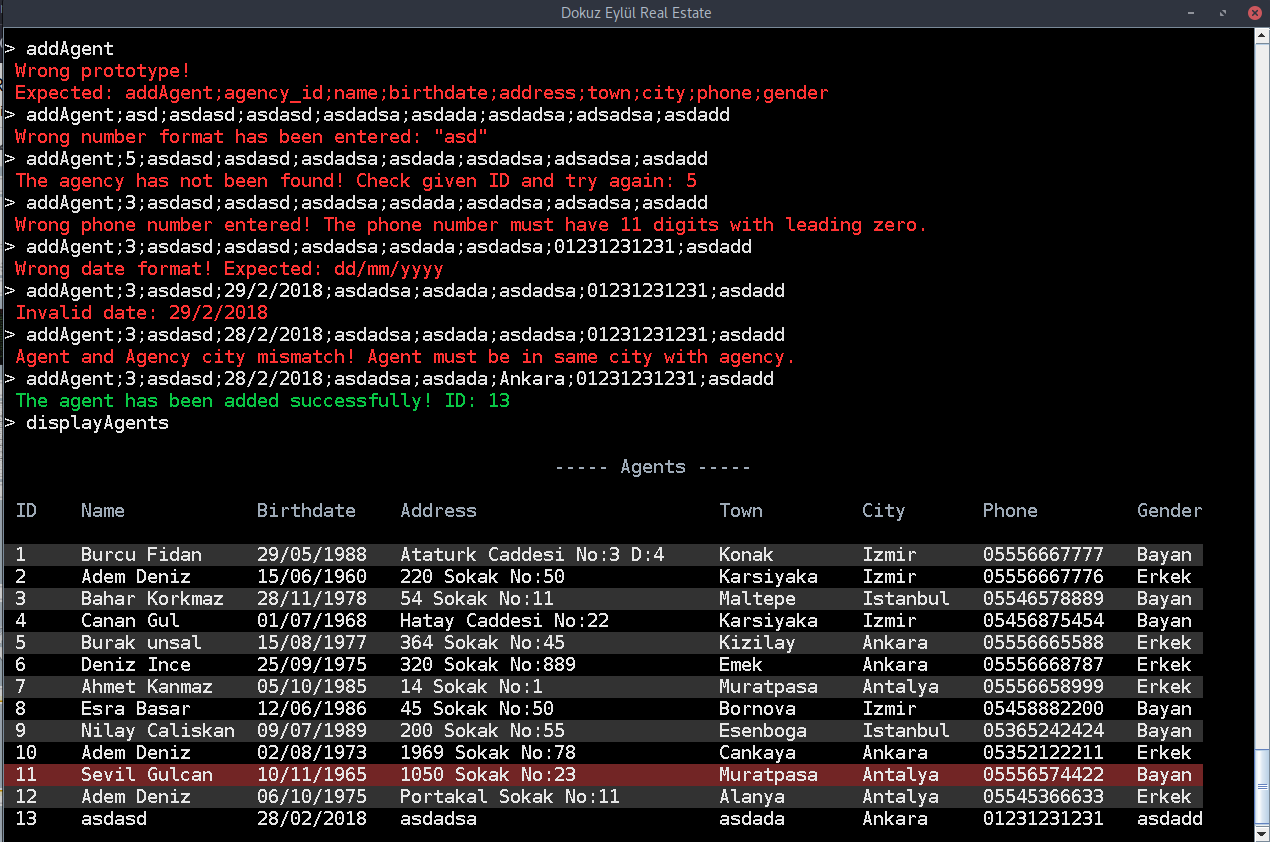 Dokuz Eylül Real Estate
> addAgent
Wrong prototype!
Expected: addAgent;agency_id;name;birthdate;address;town;city;phone;gender
> addAgent;asd;asdasd;asdasd;asdadsa;asdada;asdadsa;adsadsa;asdadd
Wrong number format has been entered: "asd"
> addAgent;5;asdasd;asdasd;asdadsa;asdada;asdadsa;adsadsa;asdadd
The agency has not been found! Check given ID and try again: 5
> addAgent;3;asdasd;asdasd;asdadsa;asdada;asdadsa;adsadsa;asdadd
Wrong phone number entered! The phone number must have 11 digits with leading zero.
> addAgent;3;asdasd;asdasd;asdadsa;asdada;asdadsa;01231231231;asdadd
Wrong date format! Expected: dd/mm/yyyy
> addAgent;3;asdasd;29/2/2018;asdadsa;asdada;asdadsa;01231231231;asdadd
Invalid date: 29/2/2018
> addAgent;3;asdasd;28/2/2018;asdadsa;asdada;asdadsa;01231231231;asdadd
Agent and Agency city mismatch! Agent must be in same city with agency.
> addAgent;3;asdasd;28/2/2018;asdadsa;asdada;Ankara;01231231231;asdadd
The agent has been added successfully! ID: 13
> displayAgents
----- Agents -----
ID Name Birthdate Address Town City Phone Gender
1 Burcu Fidan 29/05/1988 Ataturk Caddesi No:3 D:4 Konak Izmir 05556667777 Bayan
2 Adem Deniz 15/06/1960 220 Sokak No:50 Karsiyaka Izmir 05556667776 Erkek
3 Bahar Korkmaz 28/11/1978 54 Sokak No:11 Maltepe Istanbul 05546578889 Bayan
4 Canan Gul 01/07/1968 Hatay Caddesi No:22 Karsiyaka Izmir 05456875454 Bayan
5 Burak unsal 15/08/1977 364 Sokak No:45 Kizilay Ankara 05556665588 Erkek
6 Deniz Ince 25/09/1975 320 Sokak No:889 Emek Ankara 05556668787 Erkek
7 Ahmet Kanmaz 05/10/1985 14 Sokak No:1 Muratpasa Antalya 05556658999 Erkek
8 Esra Basar 12/06/1986 45 Sokak No:50 Bornova Izmir 05458882200 Bayan
9 Nilay Caliskan 09/07/1989 200 Sokak No:55 Esenboga Istanbul 05365242424 Bayan
10 Adem Deniz 02/08/1973 1969 Sokak No:78 Cankaya Ankara 05352122211 Erkek
11 Sevil Gulcan 10/11/1965 1050 Sokak No:23 Muratpasa Antalya 05556574422 Bayan
12 Adem Deniz 06/10/1975 Portakal Sokak No:11 Alanya Antalya 05545366633 Erkek
13 asdasd 28/02/2018 asdadsa asdada Ankara 01231231231 asdadd